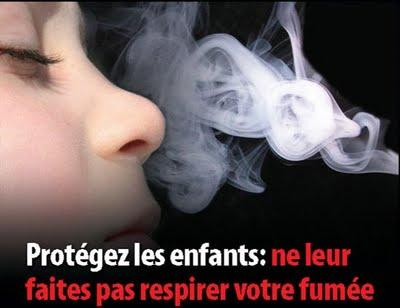 Protégez les enfants: ne leur
faites pas respirer votre fumée